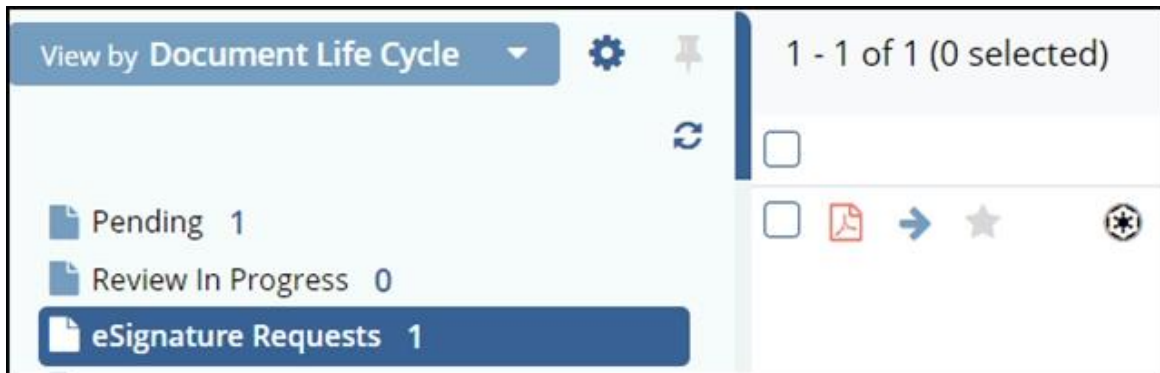 View by Document Life Cycle
1 - 1 of 1 (0 selected)
Pending 1
Review In Progress 0
eSignature Requests 1